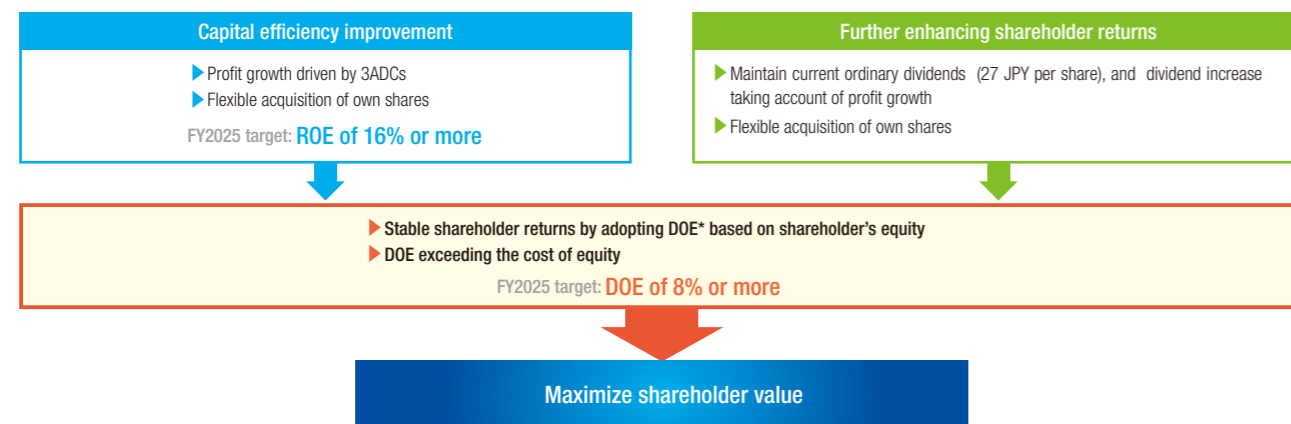 Capital efficiency improvement
▶ Profit growth driven by 3ADCs
▶ Flexible acquisition of own shares
FY2025 target: ROE of 16% or more
Further enhancing shareholder returns
▶ Maintain current ordinary dividends (27 JPY per share), and dividend increase
taking account of profit growth
▶ Flexible acquisition of own shares
▶ Stable shareholder returns by adopting DOE* based on shareholder's equity
▶ DOE exceeding the cost of equity
FY2025 target: DOE of 8% or more
Maximize shareholder value